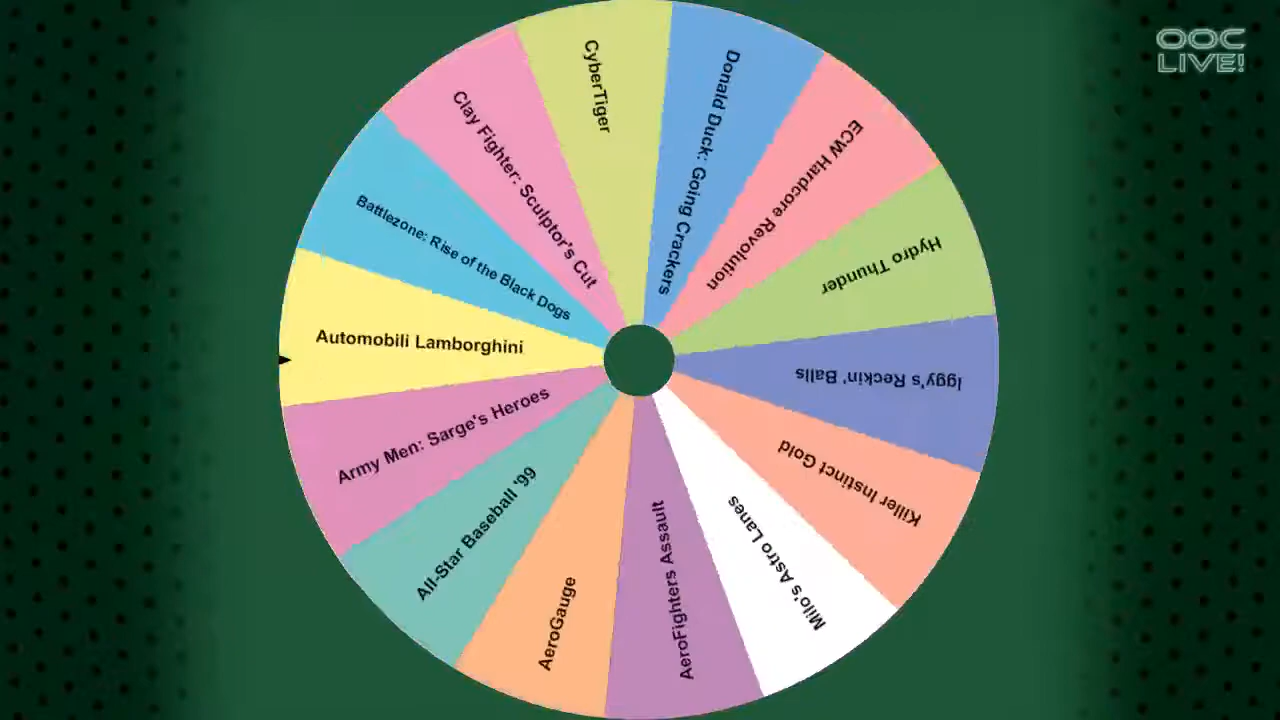 OOC
LIVE!
CyberTiger
Donald Duck: Going Crackers
ECW Hardcore Revolution
Hydro Thunder
Iggy's Reckin' Balls
Killer Instinct Gold
Milo's Astro Lanes
AeroFighters Assault
AeroGauge
All-Star Baseball '99
Army Men: Sarge's Heroes
Automobili Lamborghini
Battlezone: Rise of the Black Dogs
Clay Fighter: Sculptor's Cut